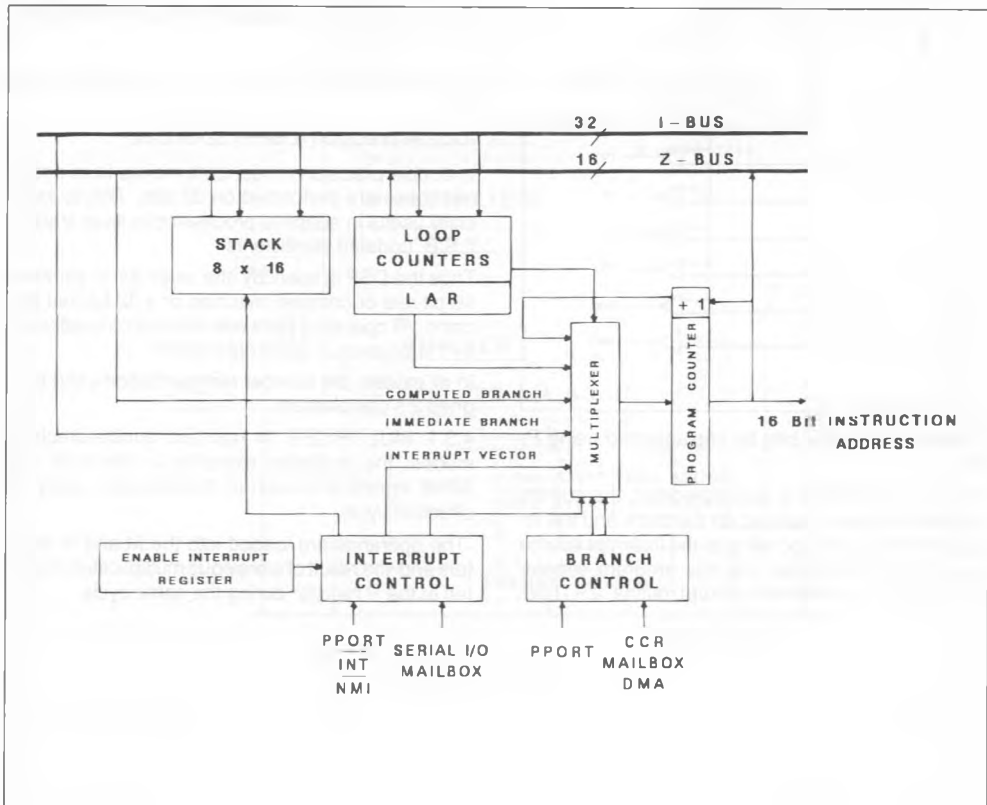 32 I-BUS
16 Z-BUS
STACK
8 x 16
LOOP
COUNTERS
LAR
+1
PROGRAM COUNTER
MULTIPLEXER
COMPUTED BRANCH
IMMEDIATE BRANCH
INTERRUPT VECTOR
16 Bit INSTRUCTION
ADDRESS
ENABLE INTERRUPT
REGISTER
INTERRUPT
CONTROL
BRANCH
CONTROL
PPORT
INT
NMI
SERIAL I/O
MAILBOX
PPORT
CCR
MAILBOX
DMA